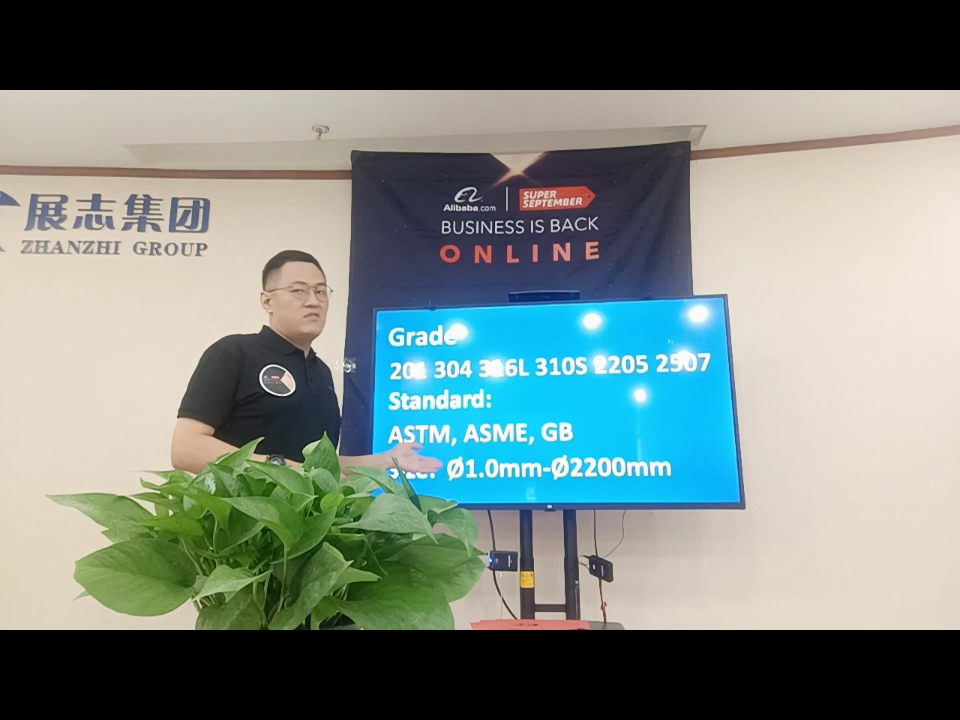 展志集团
ZHANZHI GROUP
Alibaba.com
SUPER
SEPTEMBER
BUSINESS IS BACK
ONLINE
Grade
304 316L 310S 2205 2507
Standard:
ASTM, ASME, GB
Ø1.0mm-Ø2200mm